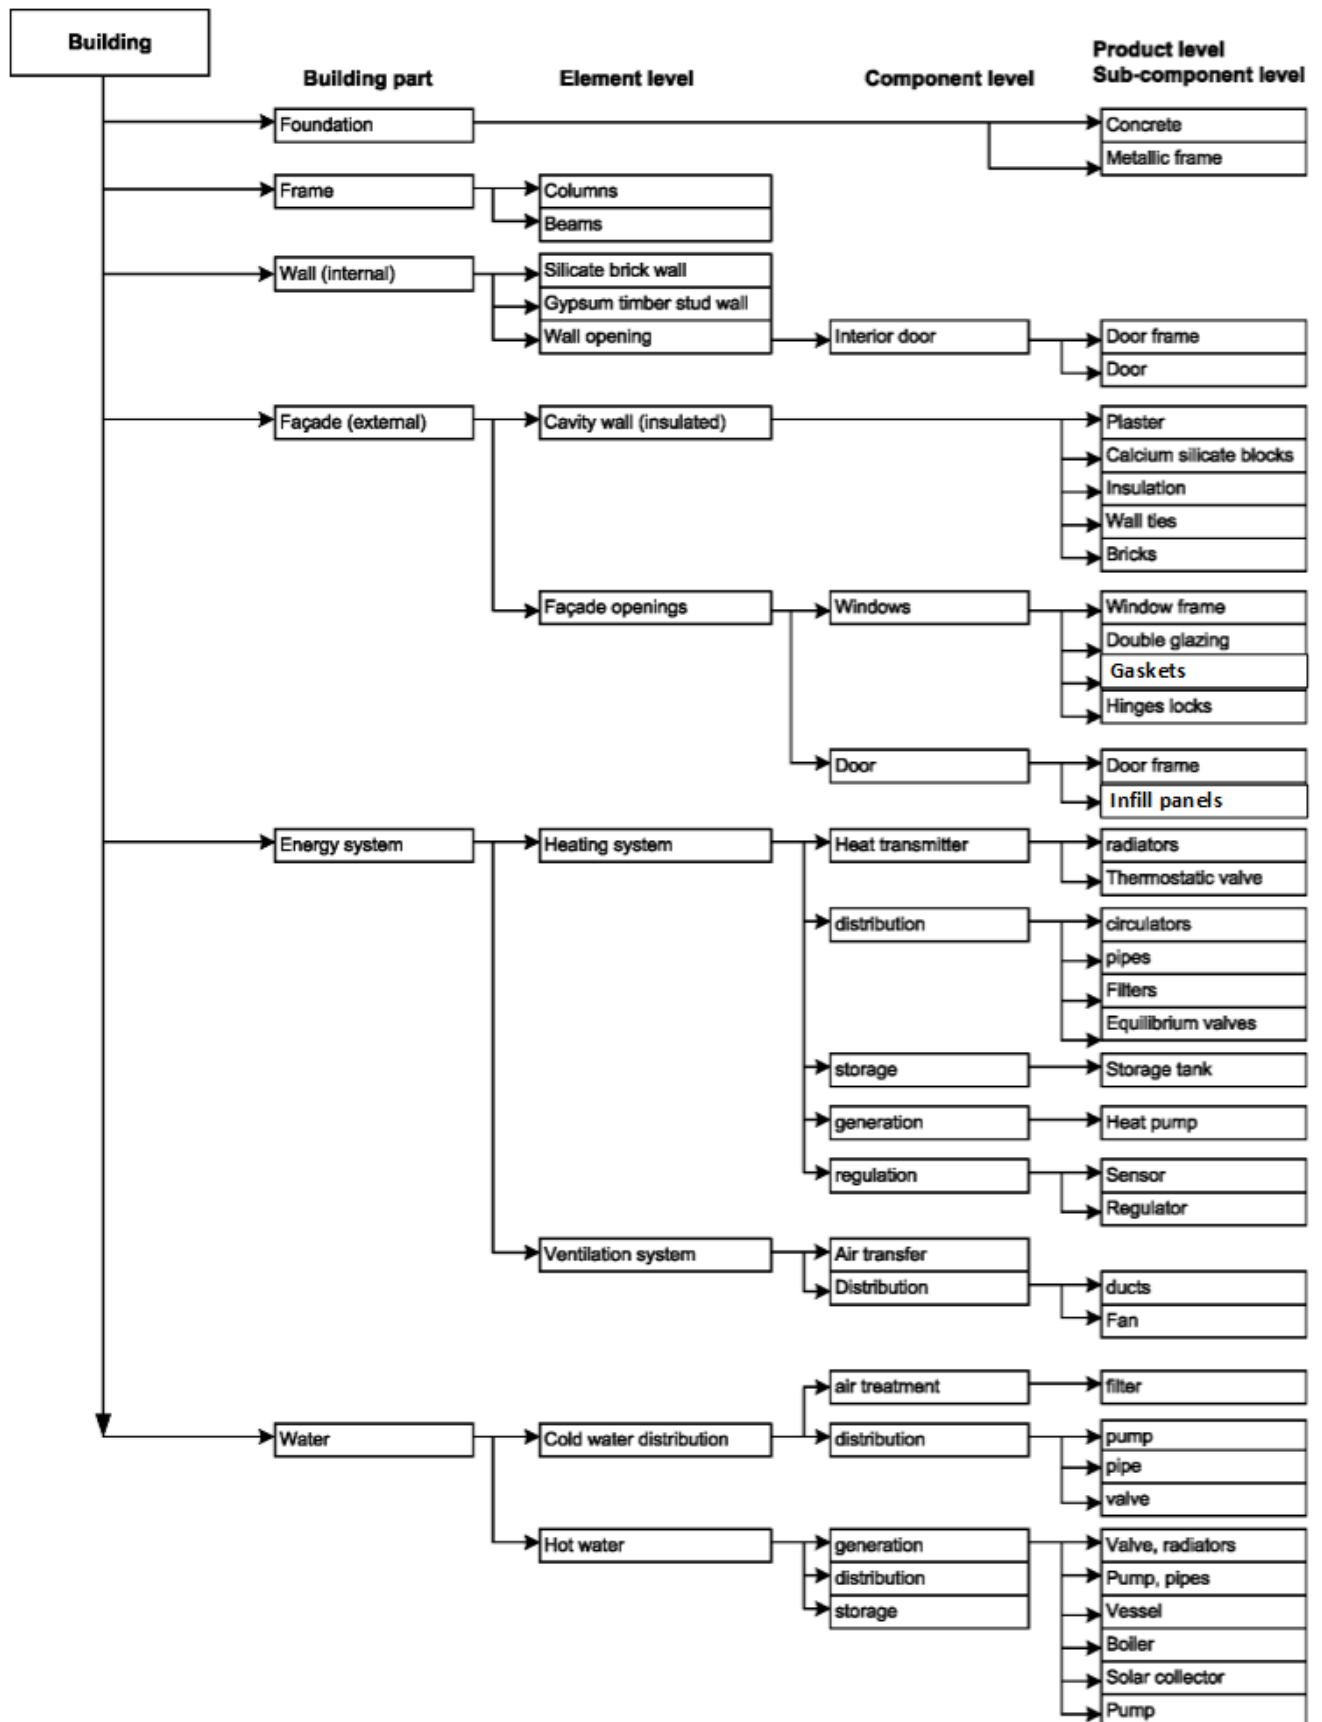 Building
Building part
Element level
Component level
Product level
Sub-component level
Foundation
Concrete
Metallic frame
Frame
Columns
Beams
Wall (internal)
Silicate brick wall
Gypsum timber stud wall
Wall opening
Interior door
Door frame
Door
Façade (external)
Cavity wall (insulated)
Plaster
Calcium silicate blocks
Insulation
Wall ties
Bricks
Façade openings
Windows
Window frame
Double glazing
Gaskets
Hinges locks
Door
Door frame
Infill panels
Energy system
Heating system
Heat transmitter
radiators
Thermostatic valve
distribution
circulators
pipes
Filters
Equilibrium valves
storage
Storage tank
generation
Heat pump
regulation
Sensor
Regulator
Ventilation system
Air transfer
Distribution
ducts
Fan
air treatment
filter
Water
Cold water distribution
distribution
pump
pipe
valve
Hot water
generation
distribution
storage
Valve, radiators
Pump, pipes
Vessel
Boiler
Solar collector
Pump